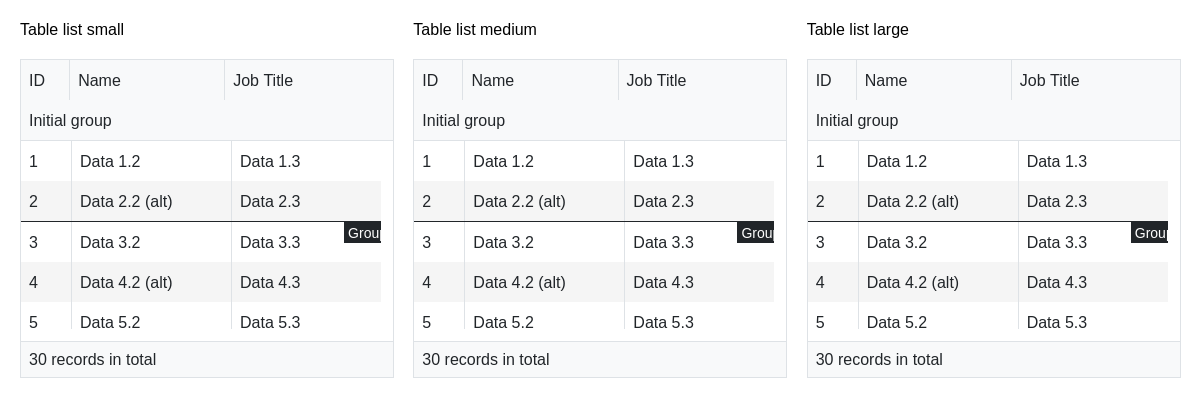 Table list small
ID Name Job Title
Initial group
1 Data 1.2 Data 1.3
2 Data 2.2 (alt) Data 2.3
3 Data 3.2 Data 3.3
4 Data 4.2 (alt) Data 4.3
5 Data 5.2 Data 5.3
30 records in total
Table list medium
ID Name Job Title
Initial group
1 Data 1.2 Data 1.3
2 Data 2.2 (alt) Data 2.3
3 Data 3.2 Data 3.3
4 Data 4.2 (alt) Data 4.3
5 Data 5.2 Data 5.3
30 records in total
Table list large
ID Name Job Title
Initial group
1 Data 1.2 Data 1.3
2 Data 2.2 (alt) Data 2.3
3 Data 3.2 Data 3.3
4 Data 4.2 (alt) Data 4.3
5 Data 5.2 Data 5.3
30 records in total